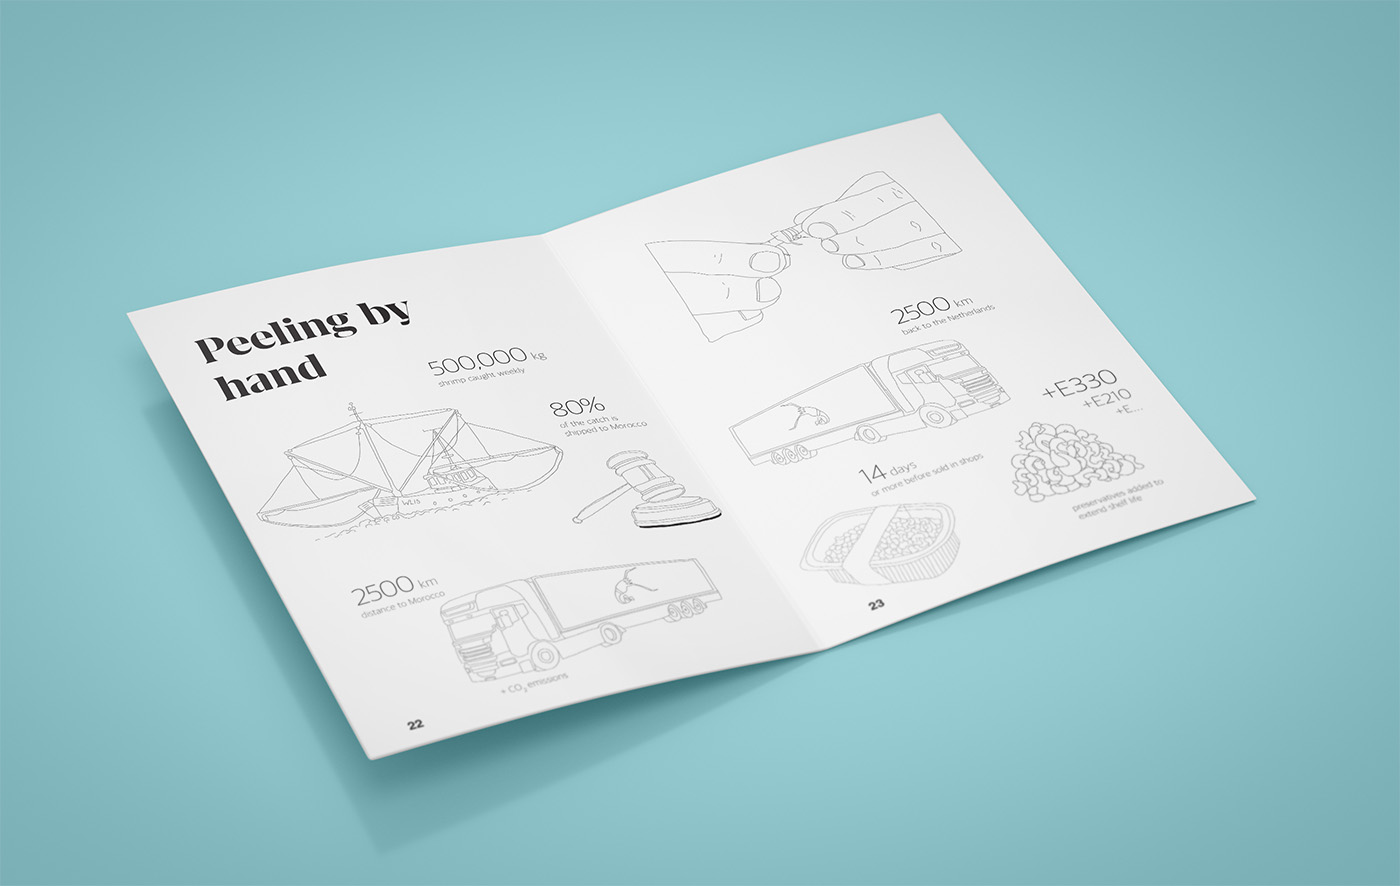 Peeling by
hand
500,000 kg
shrimp caught weekly
80%
of the catch is
shipped to Morocco
WL15
2500 km
distance to Morocco
+ CO₂ emissions
22
2500 km
back to the Netherlands
+E330
+E210
+E...
14 days
or more before sold in shops
preservatives added to
extend shelf life
23